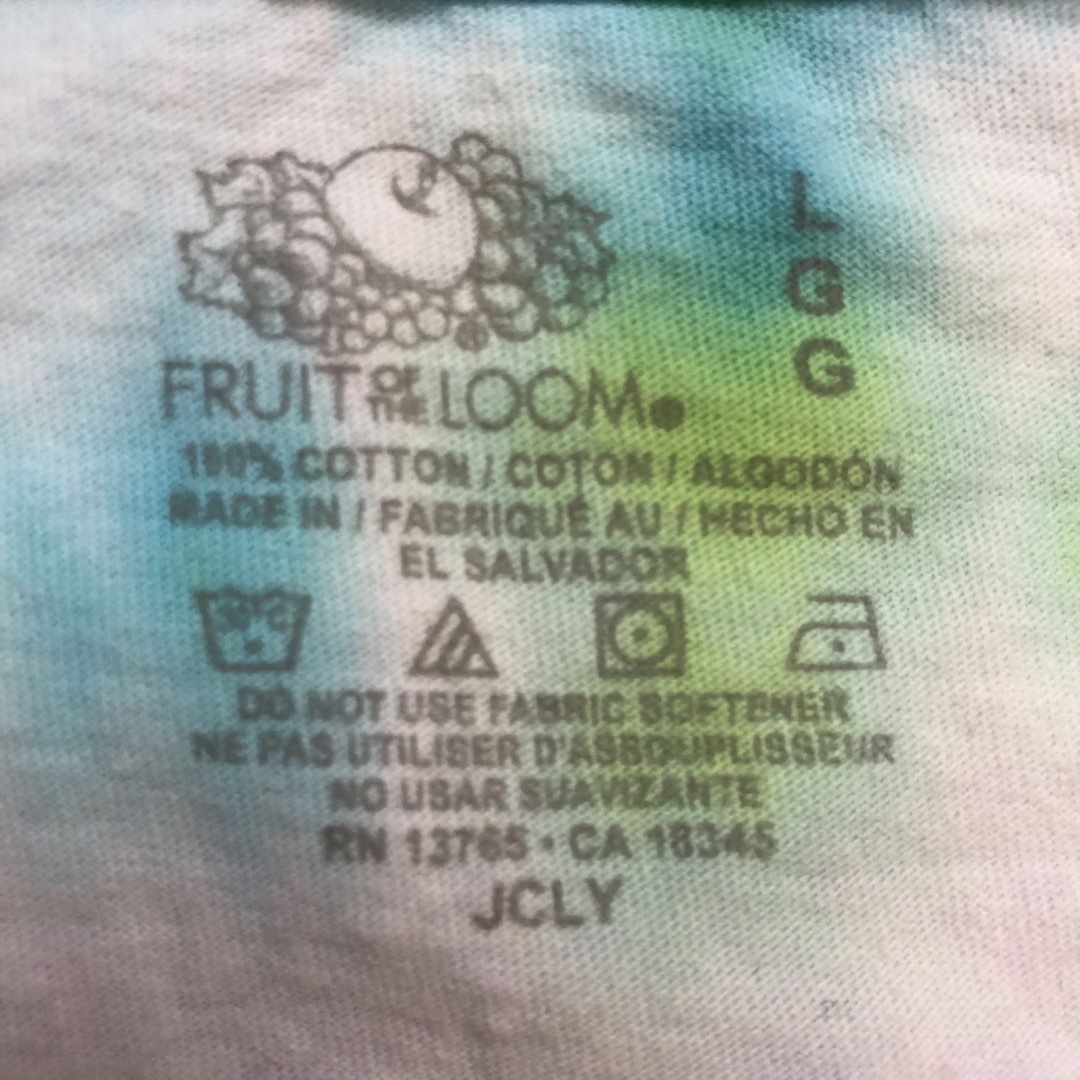 L
G
G
FRUIT OF THE LOOM®
100% COTTON / COTON / ALGODÓN
MADE IN / FABRIQUÉ AU / HECHO EN
EL SALVADOR
30°C
DO NOT USE FABRIC SOFTENER
NE PAS UTILISER D'ASSOUPLISSEUR
NO USAR SUAVIZANTE
RN 13765 • CA 18345
JCLY